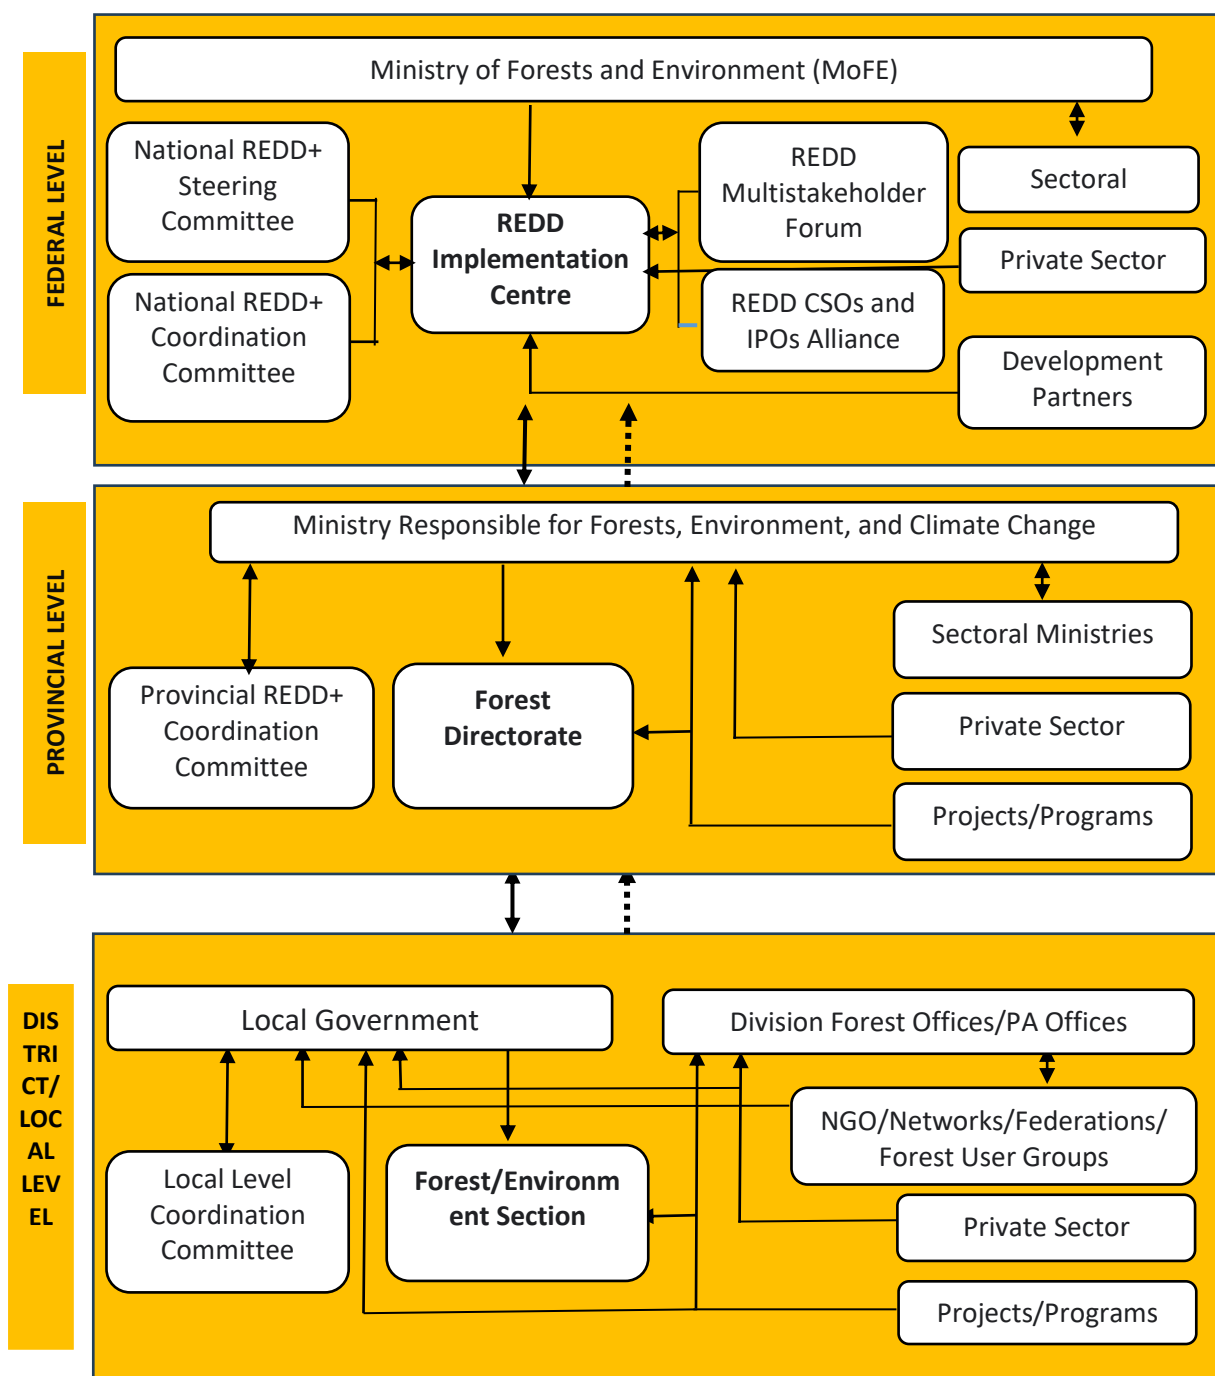 Ministry of Forests and Environment (MoFE)
FEDERAL LEVEL
National REDD+
Steering
Committee
REDD
Multistakeholder
Forum
Sectoral
REDD
Implementation
Centre
Private Sector
National REDD+
Coordination
Committee
REDD CSOs and
IPOs Alliance
Development
Partners
PROVINCIAL LEVEL
Ministry Responsible for Forests, Environment, and Climate Change
Sectoral Ministries
Provincial REDD+
Coordination
Committee
Forest
Directorate
Private Sector
Projects/Programs
DIS
TRI
CT/
LOC
AL
LEV
EL
Local Government
Division Forest Offices/PA Offices
NGO/Networks/Federations/
Forest User Groups
Local Level
Coordination
Committee
Forest/Environm
ent Section
Private Sector
Projects/Programs